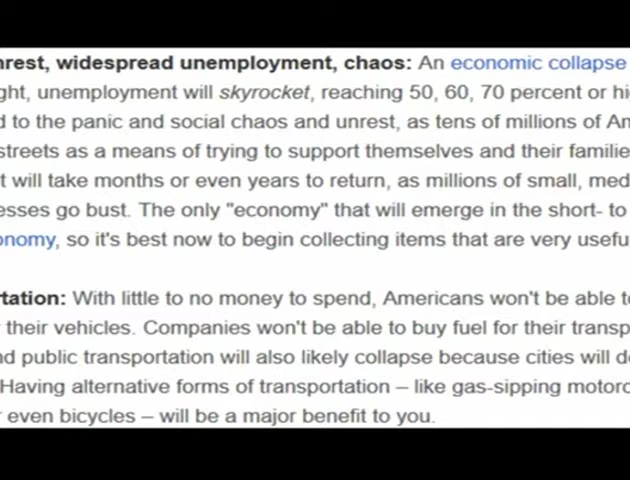 nrest, widespread unemployment, chaos: An economic collapse
ght, unemployment will skyrocket, reaching 50, 60, 70 percent or hi
d to the panic and social chaos and unrest, as tens of millions of Am
streets as a means of trying to support themselves and their familie
t will take months or even years to return, as millions of small, med
esses go bust. The only "economy" that will emerge in the short- to
onomy, so it's best now to begin collecting items that are very usefu
rtation: With little to no money to spend, Americans won't be able to
r their vehicles. Companies won't be able to buy fuel for their transp
nd public transportation will also likely collapse because cities will de
Having alternative forms of transportation – like gas-sipping motorc
r even bicycles – will be a major benefit to you.